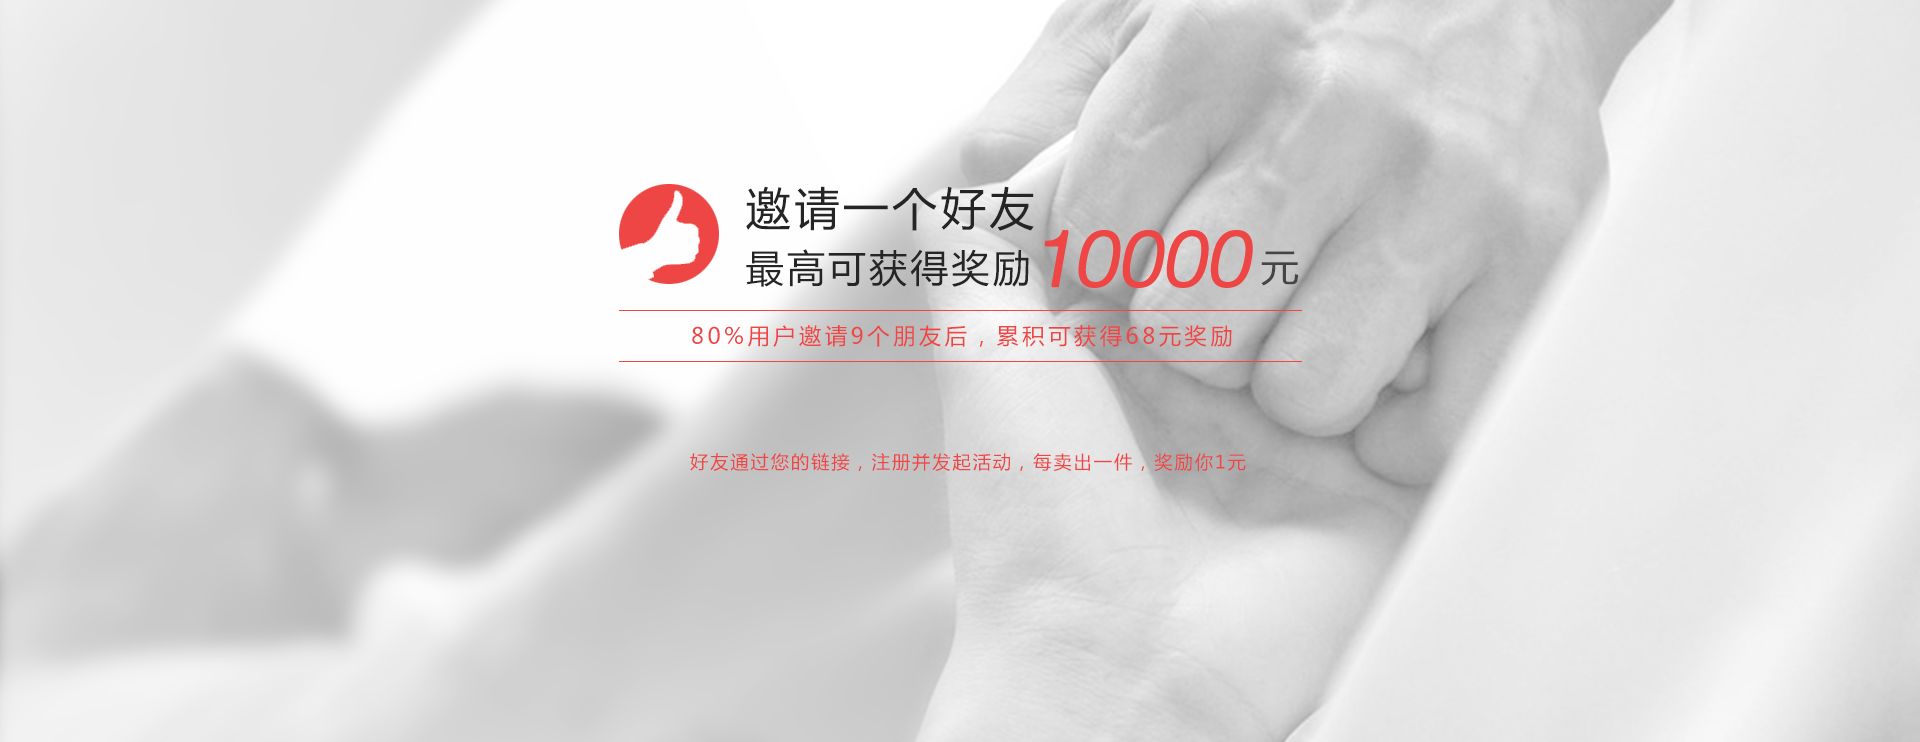 邀请一个好友
最高可获得奖励10000元
80%用户邀请9个朋友后，累积可获得68元奖励
好友通过您的链接，注册并发起活动，每卖出一件，奖励你1元